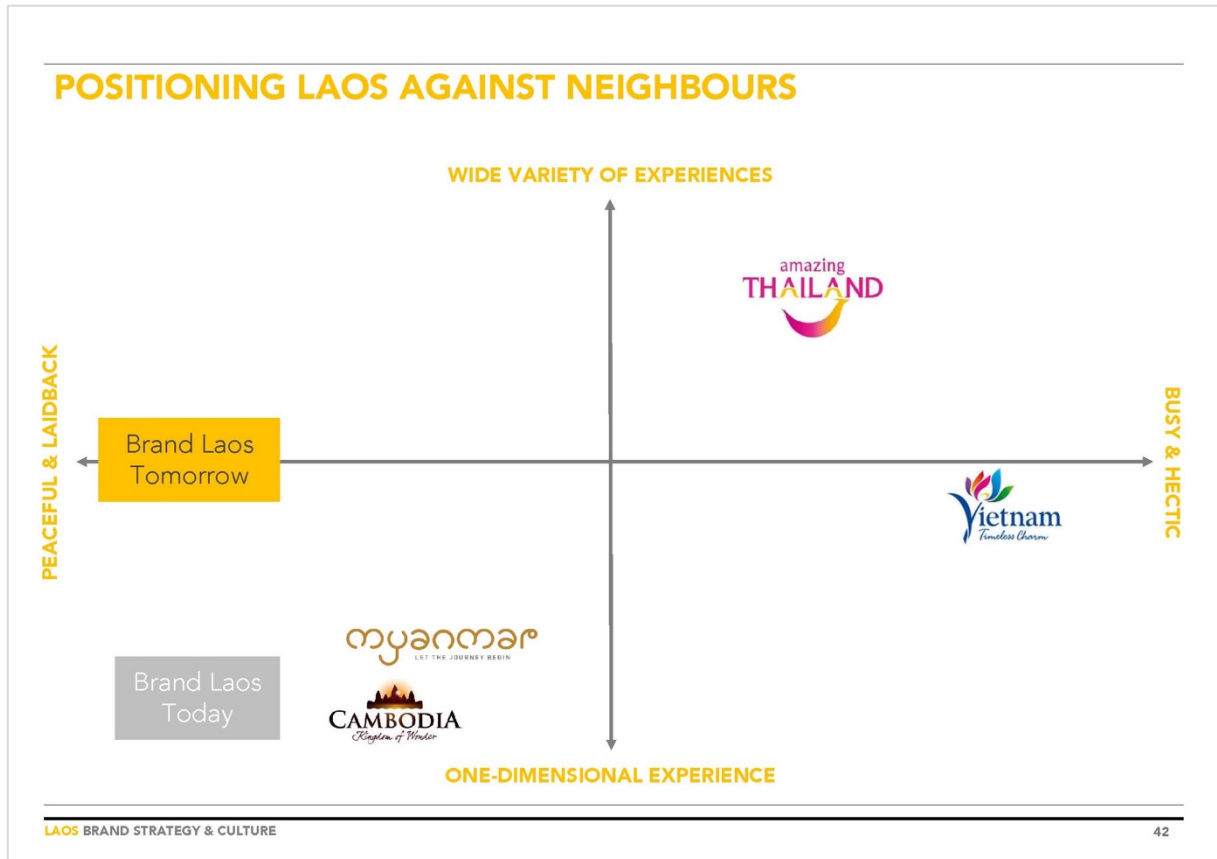 POSITIONING LAOS AGAINST NEIGHBOURS
WIDE VARIETY OF EXPERIENCES
amazing
THAILAND
PEACEFUL & LAIDBACK
Brand Laos
Tomorrow
BUSY & HECTIC
Vietnam
Timeless Charm
myanmar
LET THE JOURNEY BEGIN
Brand Laos
Today
CAMBODIA
Kingdom of Wonder
ONE-DIMENSIONAL EXPERIENCE
LAOS BRAND STRATEGY & CULTURE
42